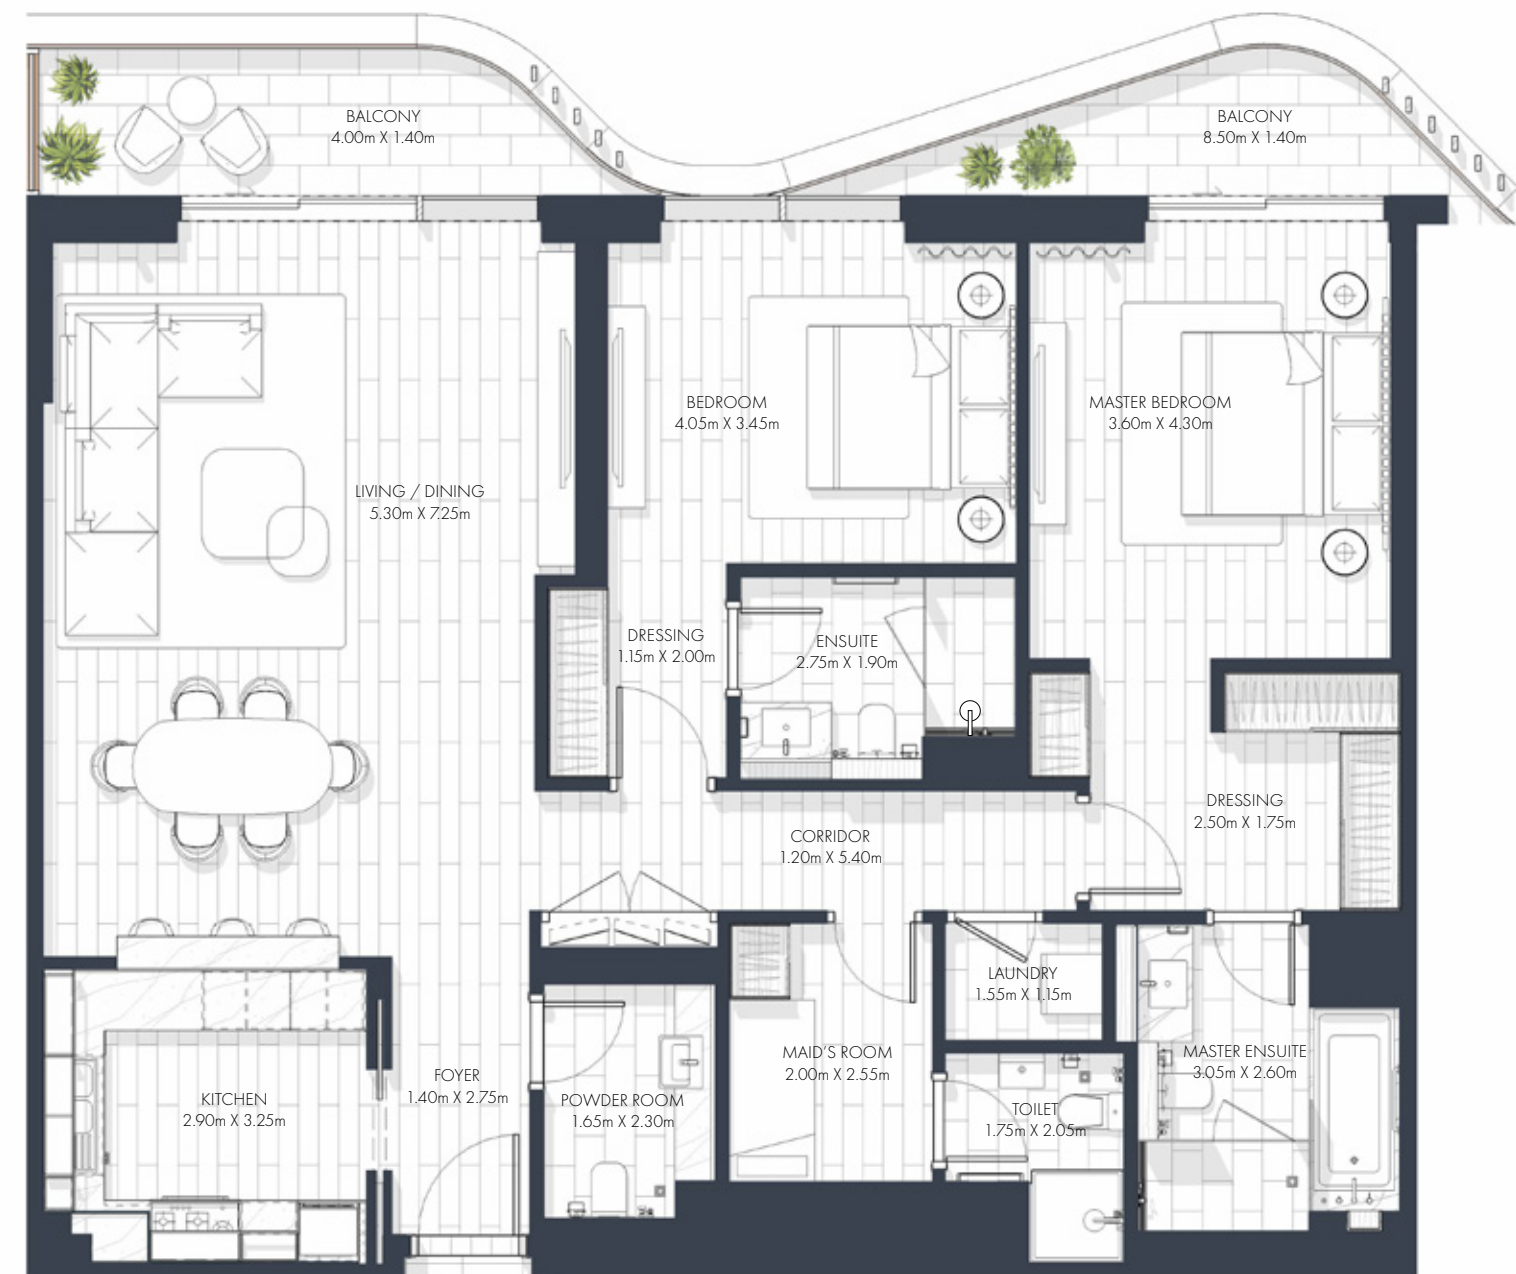 BALCONY
4.00m X 1.40m
BALCONY
8.50m X 1.40m
BEDROOM
4.05m X 3.45m
MASTER BEDROOM
3.60m X 4.30m
LIVING / DINING
5.30m X 7.25m
DRESSING
1.15m X 2.00m
ENSUITE
2.75m X 1.90m
DRESSING
2.50m X 1.75m
CORRIDOR
1.20m X 5.40m
LAUNDRY
1.55m X 1.15m
MAID'S ROOM
2.00m X 2.55m
MASTER ENSUITE
3.05m X 2.60m
FOYER
1.40m X 2.75m
KITCHEN
2.90m X 3.25m
POWDER ROOM
1.65m X 2.30m
TOILET
1.75m X 2.05m